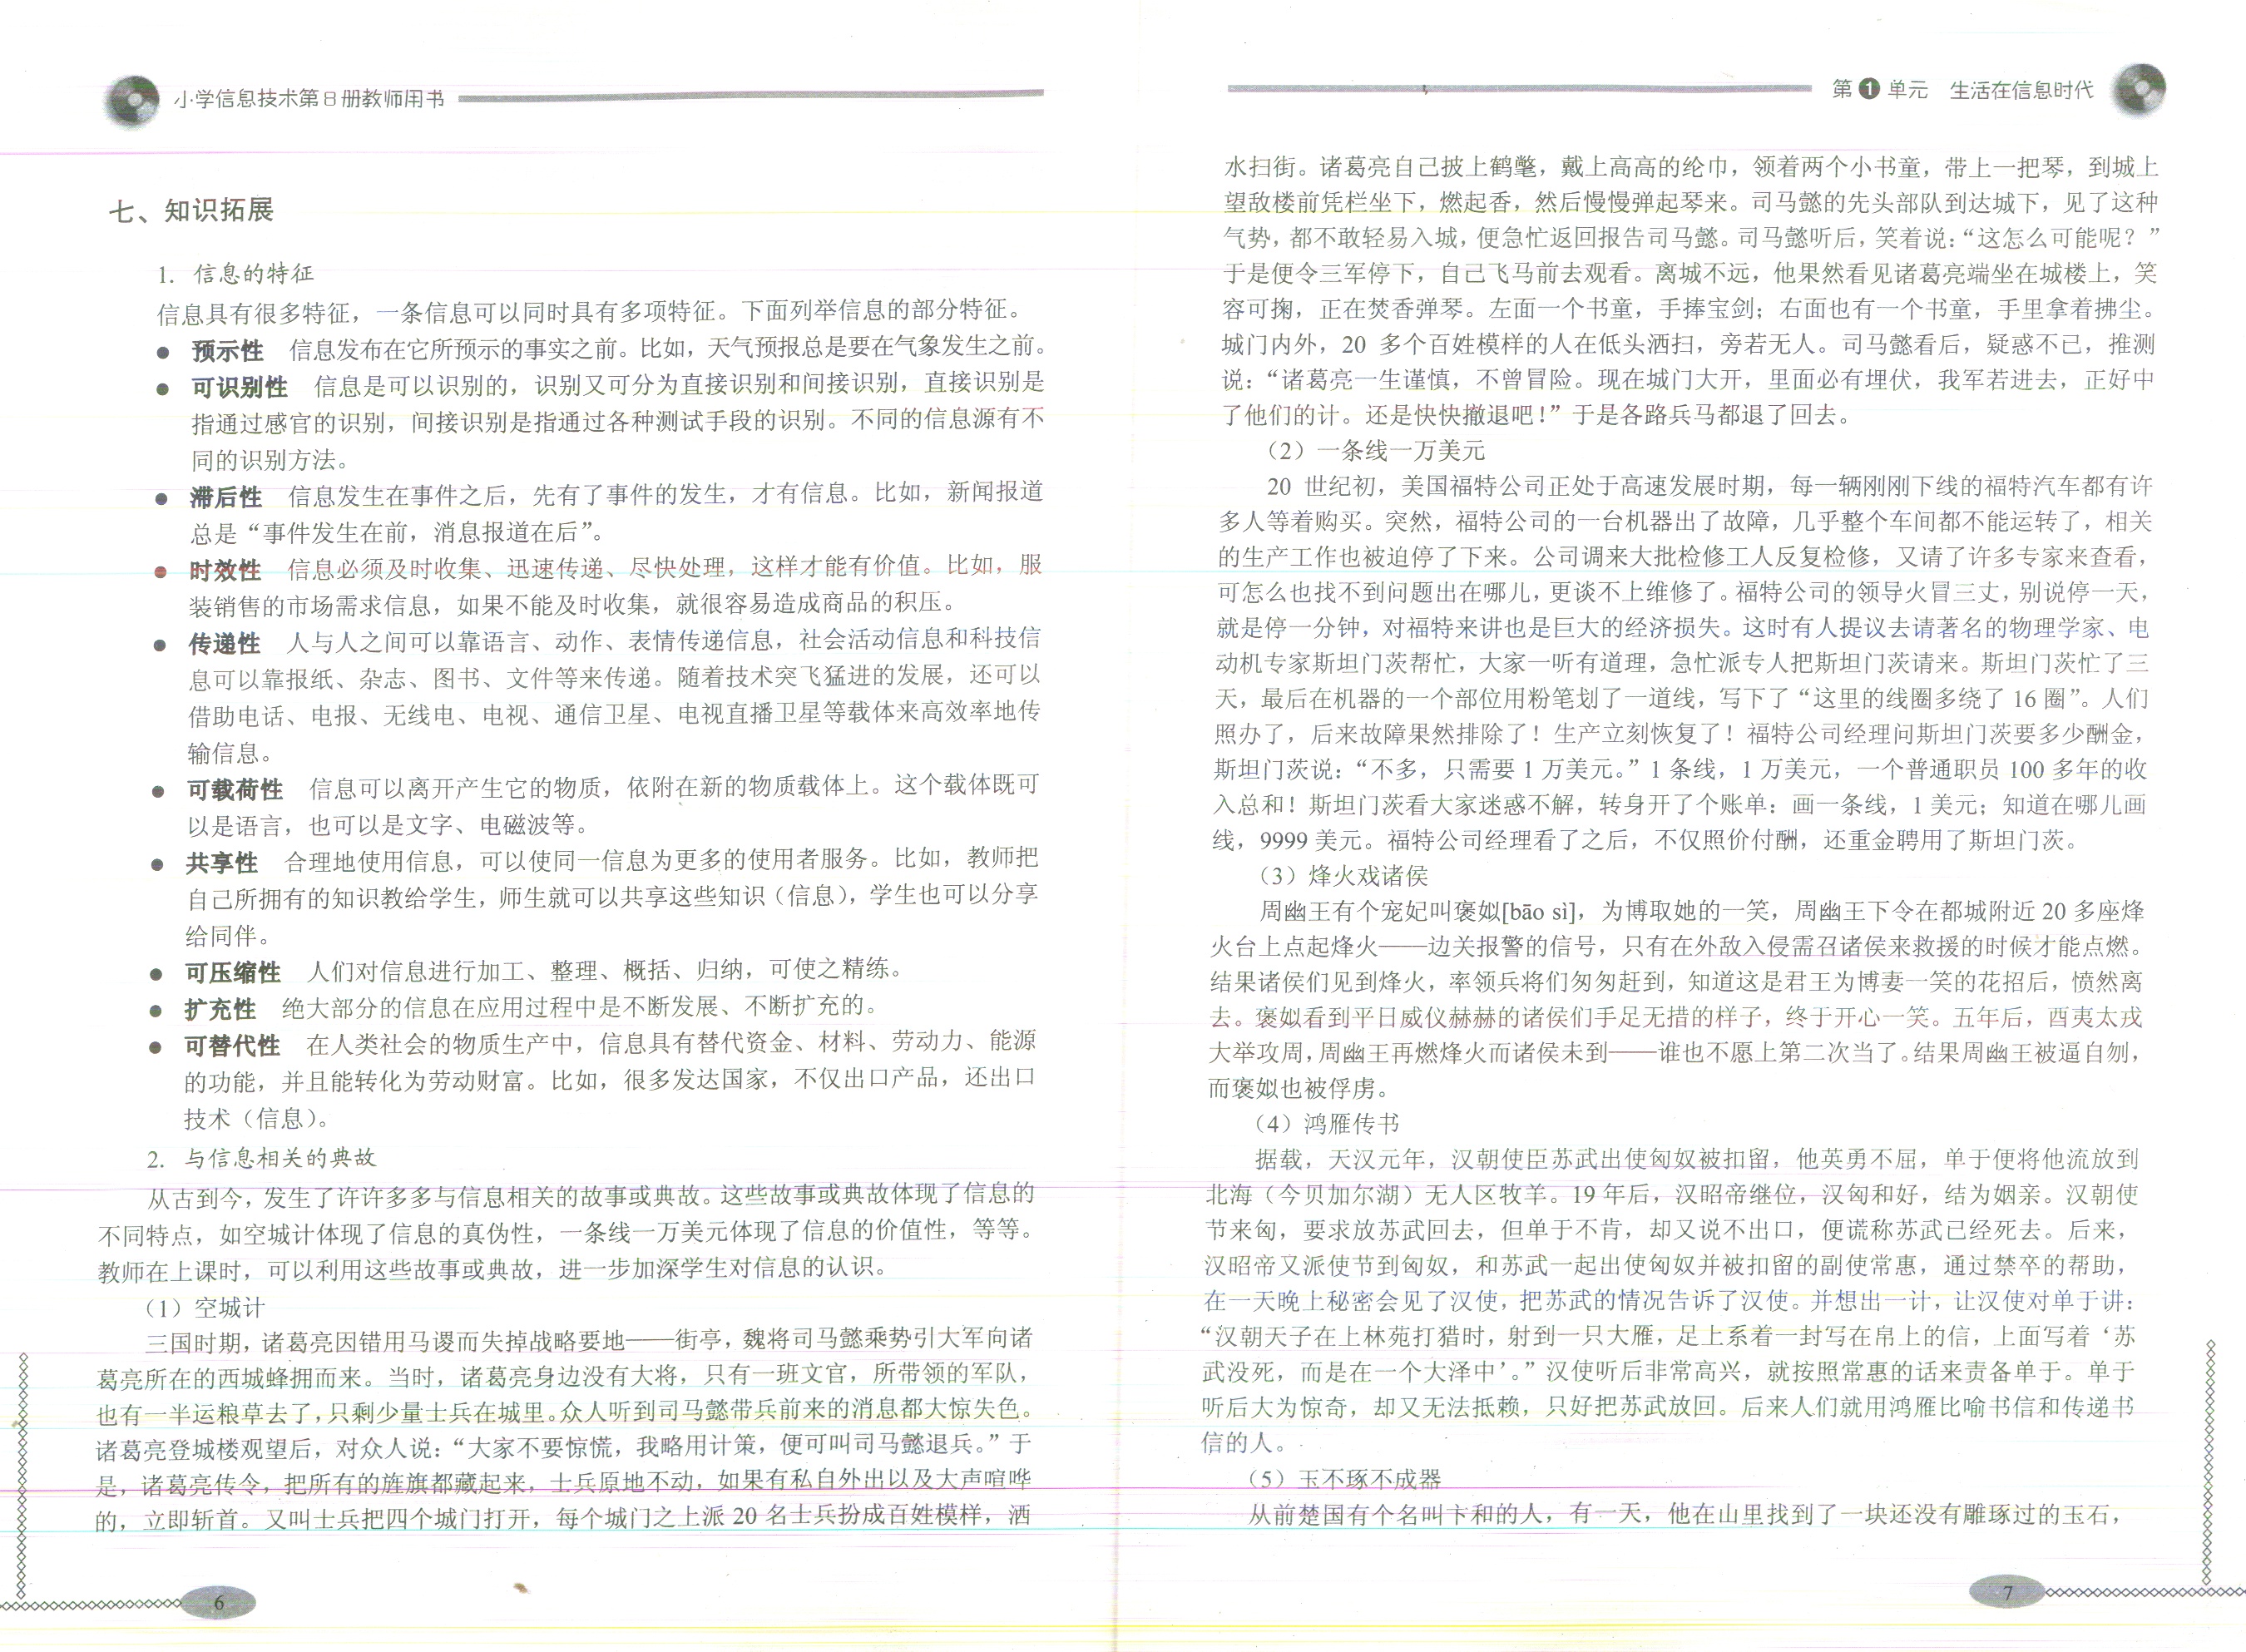 小学信息技术第8册教师用书
七、知识拓展
1. 信息的特征
信息具有很多特征，一条信息可以同时具有多项特征。下面列举信息的部分特征。
● 预示性 信息发布在它所预示的事实之前。比如，天气预报总是要在气象发生之前。
● 可识别性 信息是可以识别的，识别又可分为直接识别和间接识别，直接识别是
指通过感官的识别，间接识别是指通过各种测试手段的识别。不同的信息源有不
同的识别方法。
● 滞后性 信息发生在事件之后，先有了事件的发生，才有信息。比如，新闻报道
总是“事件发生在前，消息报道在后”。
● 时效性 信息必须及时收集、迅速传递、尽快处理，这样才能有价值。比如，服
装销售的市场需求信息，如果不能及时收集，就很容易造成商品的积压。
● 传递性 人与人之间可以靠语言、动作、表情传递信息，社会活动信息和科技信
息可以靠报纸、杂志、图书、文件等来传递。随着技术突飞猛进的发展，还可以
借助电话、电报、无线电、电视、通信卫星、电视直播卫星等载体来高效率地传
输信息。
● 可载荷性 信息可以离开产生它的物质，依附在新的物质载体上。这个载体既可
以是语言，也可以是文字、电磁波等。
● 共享性 合理地使用信息，可以使同一信息为更多的使用者服务。比如，教师把
自己所拥有的知识教给学生，师生就可以共享这些知识（信息），学生也可以分享
给同伴。
● 可压缩性 人们对信息进行加工、整理、概括、归纳，可使之精练。
● 扩充性 绝大部分的信息在应用过程中是不断发展、不断扩充的。
● 可替代性 在人类社会的物质生产中，信息具有替代资金、材料、劳动力、能源
的功能，并且能转化为劳动财富。比如，很多发达国家，不仅出口产品，还出口
技术（信息）。
2. 与信息相关的典故
从古到今，发生了许许多多与信息相关的故事或典故。这些故事或典故体现了信息的
不同特点，如空城计体现了信息的真伪性，一条线一万美元体现了信息的价值性，等等。
教师在上课时，可以利用这些故事或典故，进一步加深学生对信息的认识。
（1）空城计
三国时期，诸葛亮因错用马谡而失掉战略要地——街亭，魏将司马懿乘势引大军向诸
葛亮所在的西城蜂拥而来。当时，诸葛亮身边没有大将，只有一班文官，所带领的军队，
也有一半运粮草去了，只剩少量士兵在城里。众人听到司马懿带兵前来的消息都大惊失色。
诸葛亮登城楼观望后，对众人说：“大家不要惊慌，我略用计策，便可叫司马懿退兵。”于
是，诸葛亮传令，把所有的旌旗都藏起来，士兵原地不动，如果有私自外出以及大声喧哗
的，立即斩首。又叫士兵把四个城门打开，每个城门之上派 20 名士兵扮成百姓模样，洒
6
第1单元 生活在信息时代
水扫街。诸葛亮自己披上鹤氅，戴上高高的纶巾，领着两个小书童，带上一把琴，到城上
望敌楼前凭栏坐下，燃起香，然后慢慢弹起琴来。司马懿的先头部队到达城下，见了这种
气势，都不敢轻易入城，便急忙返回报告司马懿。司马懿听后，笑着说：“这怎么可能呢？”
于是便令三军停下，自己飞马前去观看。离城不远，他果然看见诸葛亮端坐在城楼上，笑
容可掬，正在焚香弹琴。左面一个书童，手捧宝剑；右面也有一个书童，手里拿着拂尘。
城门内外，20 多个百姓模样的人在低头洒扫，旁若无人。司马懿看后，疑惑不已，推测
说：“诸葛亮一生谨慎，不曾冒险。现在城门大开，里面必有埋伏，我军若进去，正好中
了他们的计。还是快快撤退吧！”于是各路兵马都退了回去。
（2）一条线一万美元
20 世纪初，美国福特公司正处于高速发展时期，每一辆刚刚下线的福特汽车都有许
多人等着购买。突然，福特公司的一台机器出了故障，几乎整个车间都不能运转了，相关
的生产工作也被迫停了下来。公司调来大批检修工人反复检修，又请了许多专家来查看，
可怎么也找不到问题出在哪儿，更谈不上维修了。福特公司的领导火冒三丈，别说停一天，
就是停一分钟，对福特来讲也是巨大的经济损失。这时有人提议去请著名的物理学家、电
动机专家斯坦门茨帮忙，大家一听有道理，急忙派专人把斯坦门茨请来。斯坦门茨忙了三
天，最后在机器的一个部位用粉笔划了一道线，写下了“这里的线圈多绕了 16 圈”。人们
照办了，后来故障果然排除了！生产立刻恢复了！福特公司经理问斯坦门茨要多少酬金，
斯坦门茨说：“不多，只需要 1 万美元。”1 条线，1 万美元，一个普通职员 100 多年的收
入总和！斯坦门茨看大家迷惑不解，转身开了个账单：画一条线，1 美元；知道在哪儿画
线，9999 美元。福特公司经理看了之后，不仅照价付酬，还重金聘用了斯坦门茨。
（3）烽火戏诸侯
周幽王有个宠妃叫褒姒[bāo sì]，为博取她的一笑，周幽王下令在都城附近 20 多座烽
火台上点起烽火——边关报警的信号，只有在外敌入侵需召诸侯来救援的时候才能点燃。
结果诸侯们见到烽火，率领兵将们匆匆赶到，知道这是君王为博妻一笑的花招后，愤然离
去。褒姒看到平日威仪赫赫的诸侯们手足无措的样子，终于开心一笑。五年后，酉夷太戎
大举攻周，周幽王再燃烽火而诸侯未到——谁也不愿上第二次当了。结果周幽王被逼自刎，
而褒姒也被俘虏。
（4）鸿雁传书
据载，天汉元年，汉朝使臣苏武出使匈奴被扣留，他英勇不屈，单于便将他流放到
北海（今贝加尔湖）无人区牧羊。19 年后，汉昭帝继位，汉匈和好，结为姻亲。汉朝使
节来匈，要求放苏武回去，但单于不肯，却又说不出口，便谎称苏武已经死去。后来，
汉昭帝又派使节到匈奴，和苏武一起出使匈奴并被扣留的副使常惠，通过禁卒的帮助，
在一天晚上秘密会见了汉使，把苏武的情况告诉了汉使。并想出一计，让汉使对单于讲：
“汉朝天子在上林苑打猎时，射到一只大雁，足上系着一封写在帛上的信，上面写着‘苏
武没死，而是在一个大泽中’。”汉使听后非常高兴，就按照常惠的话来责备单于。单于
听后大为惊奇，却又无法抵赖，只好把苏武放回。后来人们就用鸿雁比喻书信和传递书
信的人。
（5）玉不琢不成器
从前楚国有个名叫卞和的人，有一天，他在山里找到了一块还没有雕琢过的玉石，
7